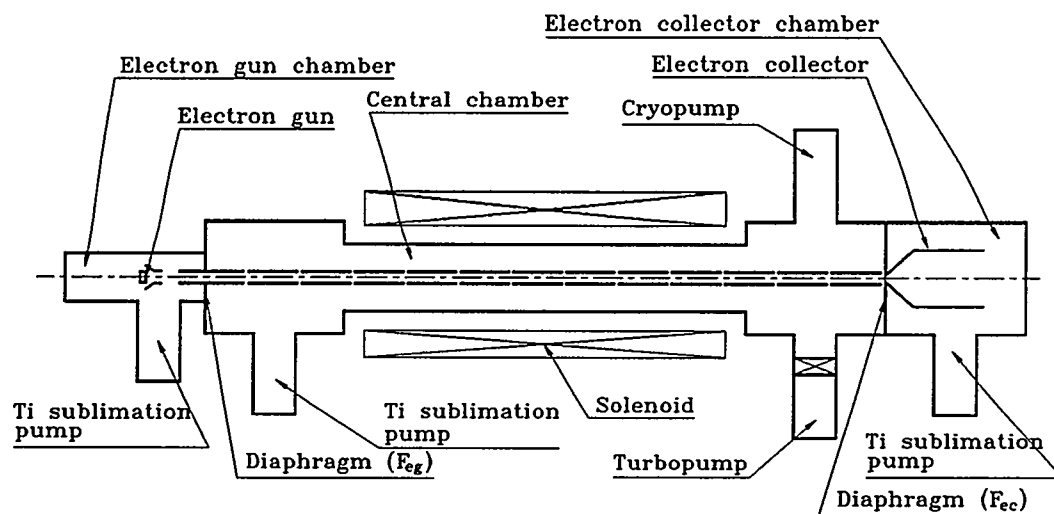 Electron collector chamber
Electron gun chamber
Electron collector
Central chamber
Cryopump
Electron gun
Solenoid
Ti sublimation
pump
Ti sublimation
pump
Ti sublimation
pump
Diaphragm (Feg)
Turbopump
Diaphragm (Fec)